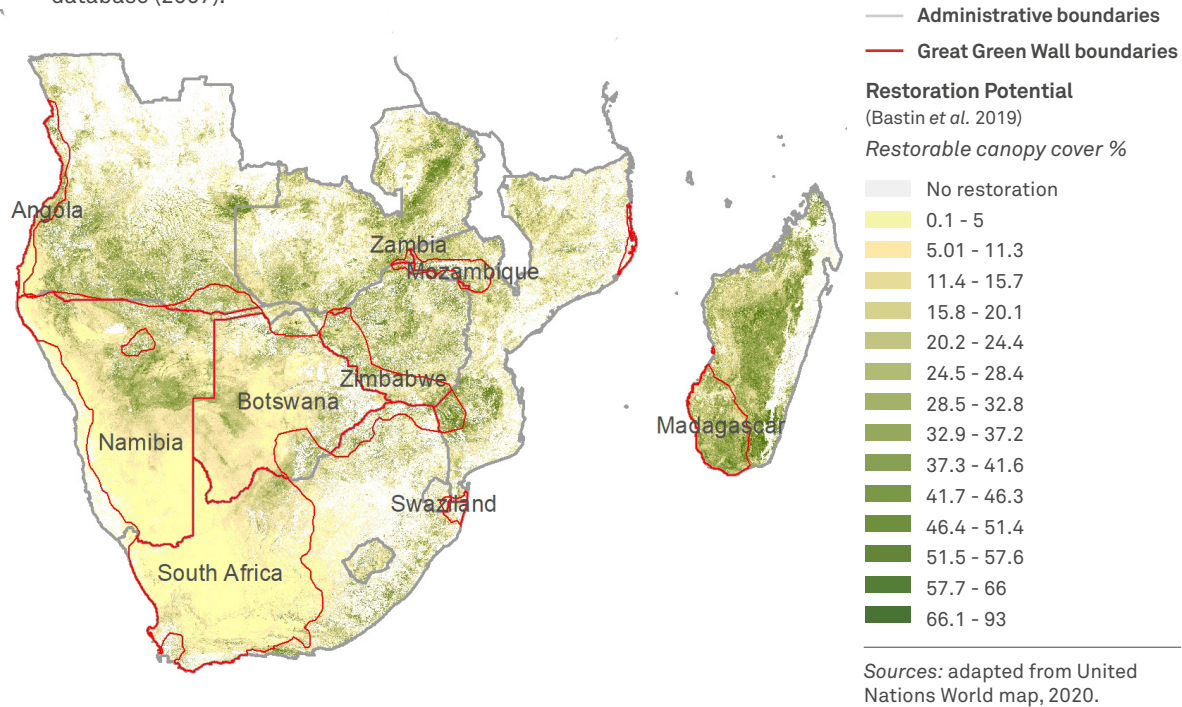 database (2007).
Administrative boundaries
Great Green Wall boundaries
Restoration Potential
(Bastin et al. 2019)
Restorable canopy cover %
No restoration
0.1 - 5
5.01 - 11.3
11.4 - 15.7
15.8 - 20.1
20.2 - 24.4
24.5 - 28.4
28.5 - 32.8
32.9 - 37.2
37.3 - 41.6
41.7 - 46.3
46.4 - 51.4
51.5 - 57.6
57.7 - 66
66.1 - 93
Sources: adapted from United
Nations World map, 2020.
Angola
Zambia
Mozambique
Zimbabwe
Botswana
Madagascar
Namibia
Swaziland
South Africa